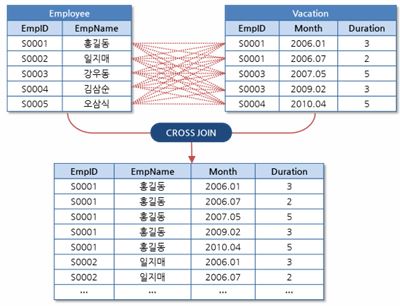 Employee
EmpID EmpName
S0001 홍길동
S0002 일지매
S0003 강우동
S0004 김삼순
S0005 오삼식
Vacation
EmpID Month Duration
S0001 2006.01 3
S0001 2006.07 2
S0003 2007.05 5
S0003 2009.02 3
S0004 2010.04 5
CROSS JOIN
EmpID EmpName Month Duration
S0001 홍길동 2006.01 3
S0001 홍길동 2006.07 2
S0001 홍길동 2007.05 5
S0001 홍길동 2009.02 3
S0001 홍길동 2010.04 5
S0002 일지매 2006.01 3
S0002 일지매 2006.07 2
... ... ... ...